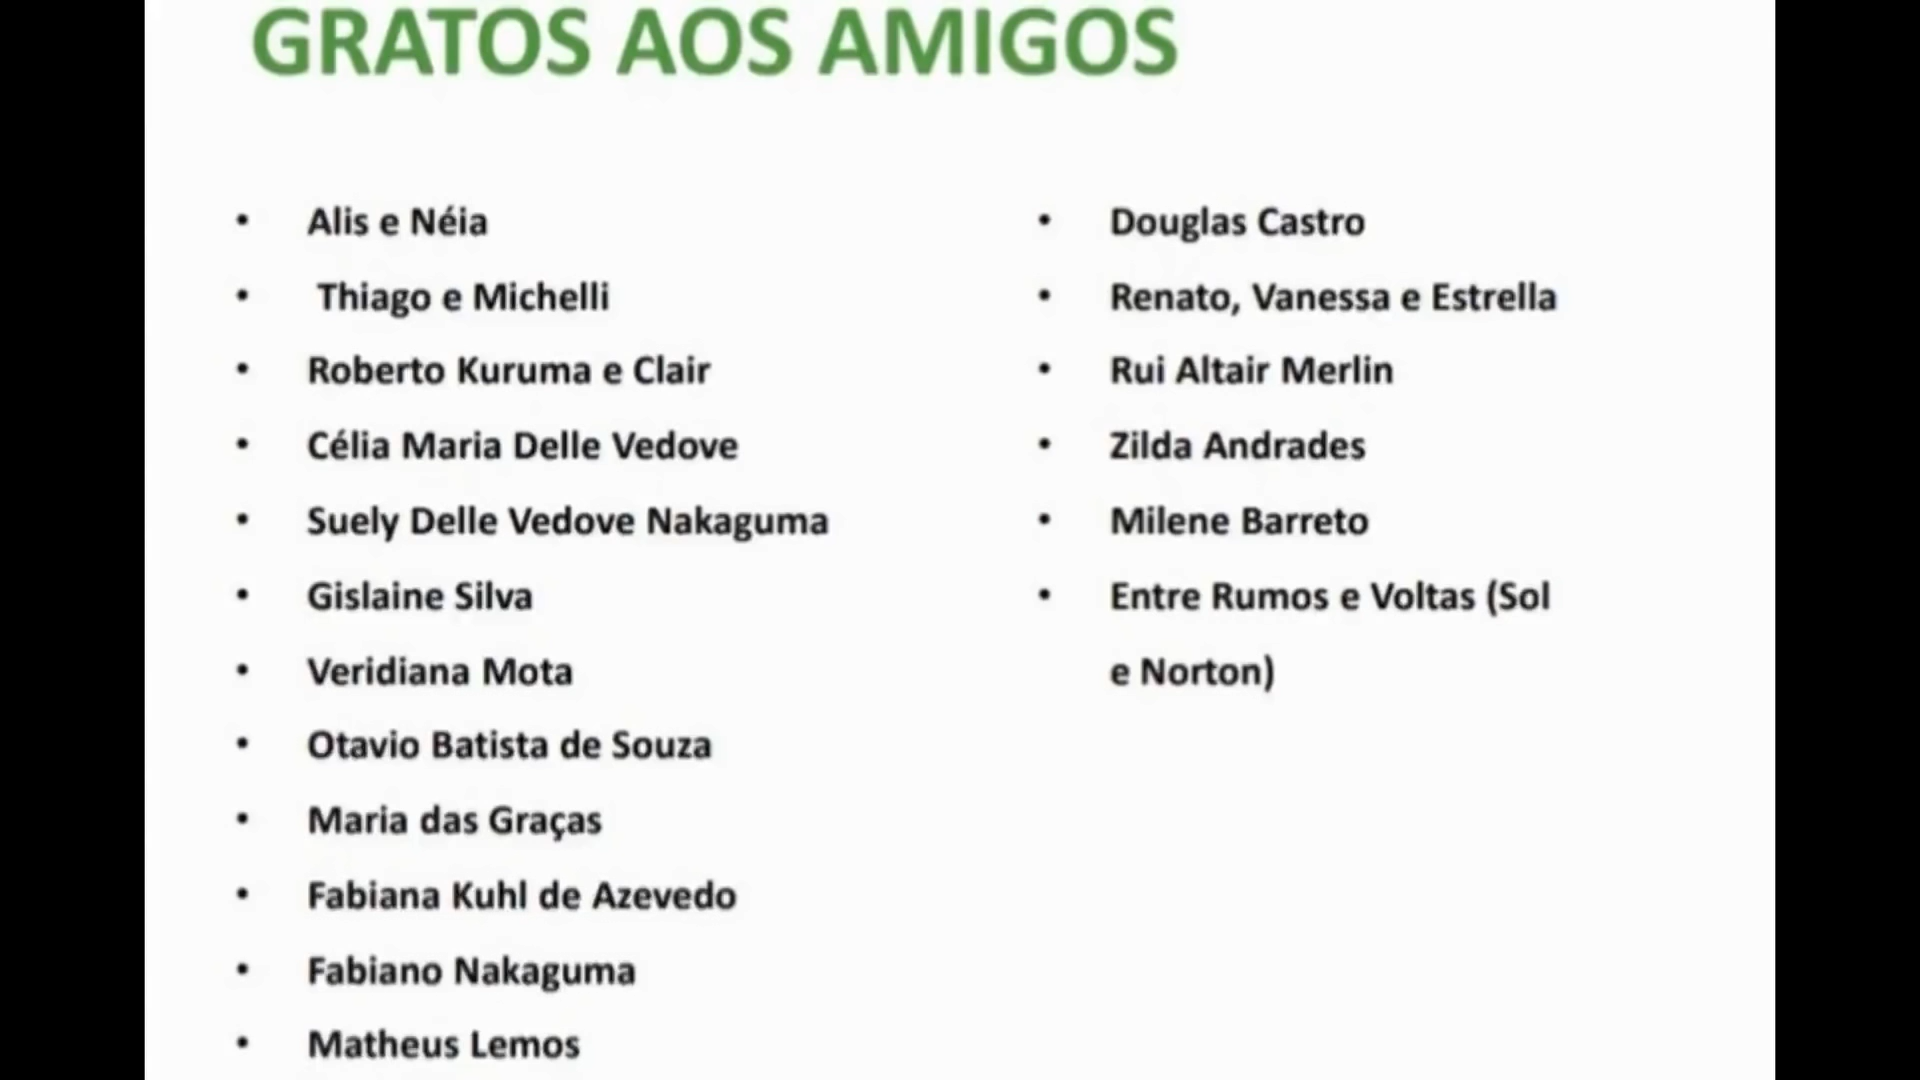 GRATOS AOS AMIGOS
• Alis e Néia
• Thiago e Michelli
• Roberto Kuruma e Clair
• Célia Maria Delle Vedove
• Suely Delle Vedove Nakaguma
• Gislaine Silva
• Veridiana Mota
• Otavio Batista de Souza
• Maria das Graças
• Fabiana Kuhl de Azevedo
• Fabiano Nakaguma
• Matheus Lemos
• Douglas Castro
• Renato, Vanessa e Estrella
• Rui Altair Merlin
• Zilda Andrades
• Milene Barreto
• Entre Rumos e Voltas (Sol
e Norton)